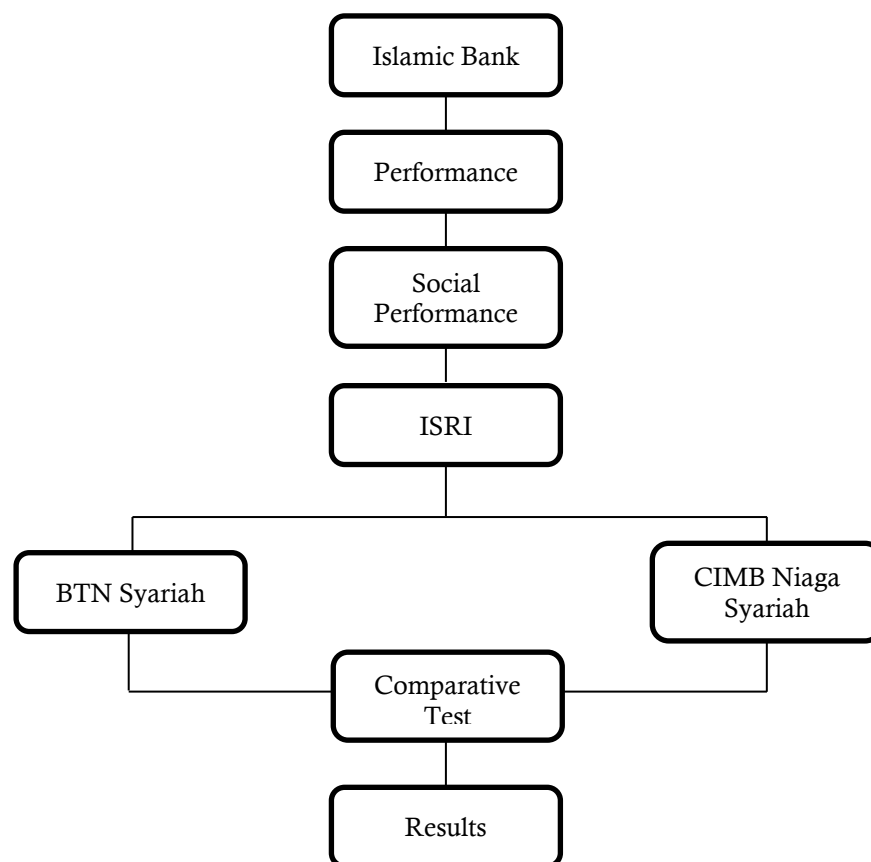 Islamic Bank
Performance
Social
Performance
ISRI
BTN Syariah
CIMB Niaga
Syariah
Comparative
Test
Results